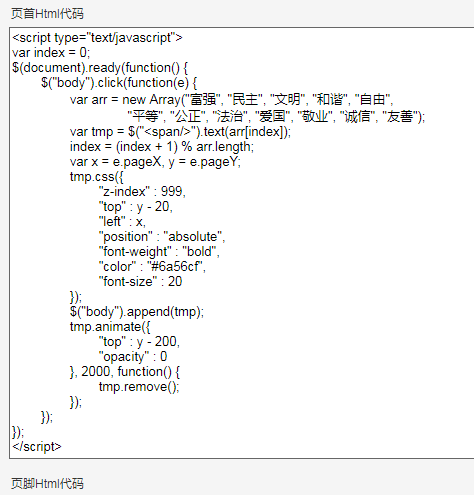 页首Html代码
<script type="text/javascript">
var index = 0;
$(document).ready(function() {
$("body").click(function(e) {
var arr = new Array("富强", "民主", "文明", "和谐", "自由",
"平等", "公正", "法治", "爱国", "敬业", "诚信", "友善");
var tmp = $("<span/>").text(arr[index]);
index = (index + 1) % arr.length;
var x = e.pageX, y = e.pageY;
tmp.css({
"z-index" : 999,
"top" : y - 20,
"left" : x,
"position" : "absolute",
"font-weight" : "bold",
"color" : "#6a56cf",
"font-size" : 20
});
$("body").append(tmp);
tmp.animate({
"top" : y - 200,
"opacity" : 0
}, 2000, function() {
tmp.remove();
});
});
});
</script>
页脚Html代码